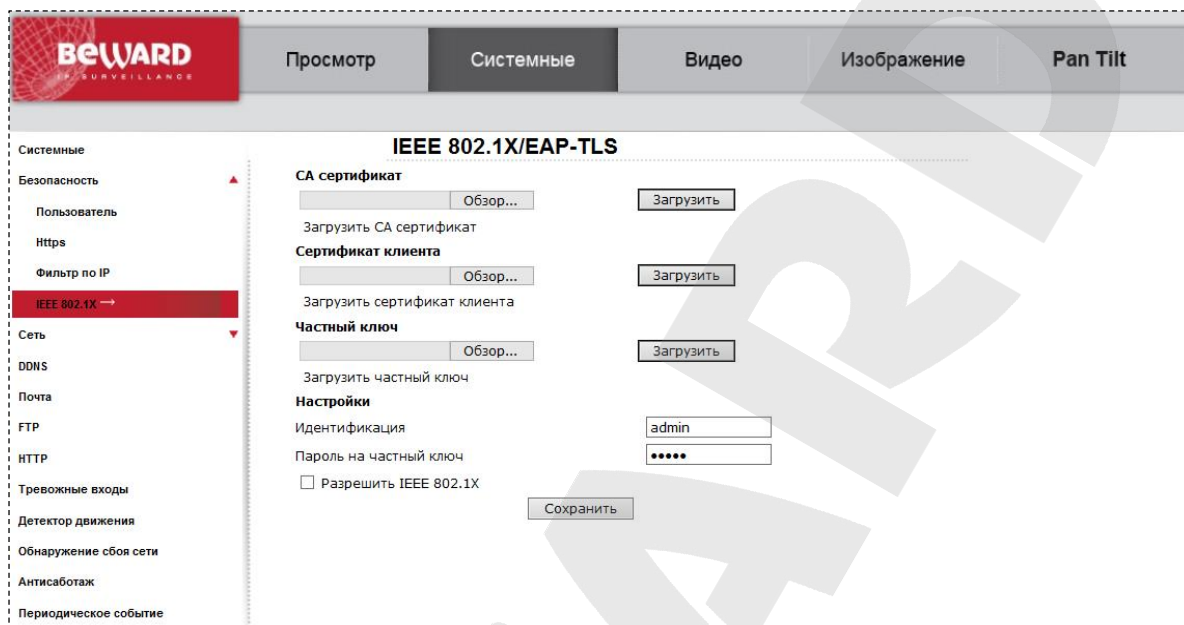 BEWARD
IP SURVEILLANCE
Просмотр
Системные
Видео
Изображение
Pan Tilt
Системные
Безопасность
Пользователь
Https
Фильтр по IP
IEEE 802.1X →
Сеть
DDNS
Почта
FTP
HTTP
Тревожные входы
Детектор движения
Обнаружение сбоя сети
Антисаботаж
Периодическое событие
IEEE 802.1X/EAP-TLS
CA сертификат
Обзор... Загрузить
Загрузить CA сертификат
Сертификат клиента
Обзор... Загрузить
Загрузить сертификат клиента
Частный ключ
Обзор... Загрузить
Загрузить частный ключ
Настройки
Идентификация admin
Пароль на частный ключ •••••
Разрешить IEEE 802.1X
Сохранить